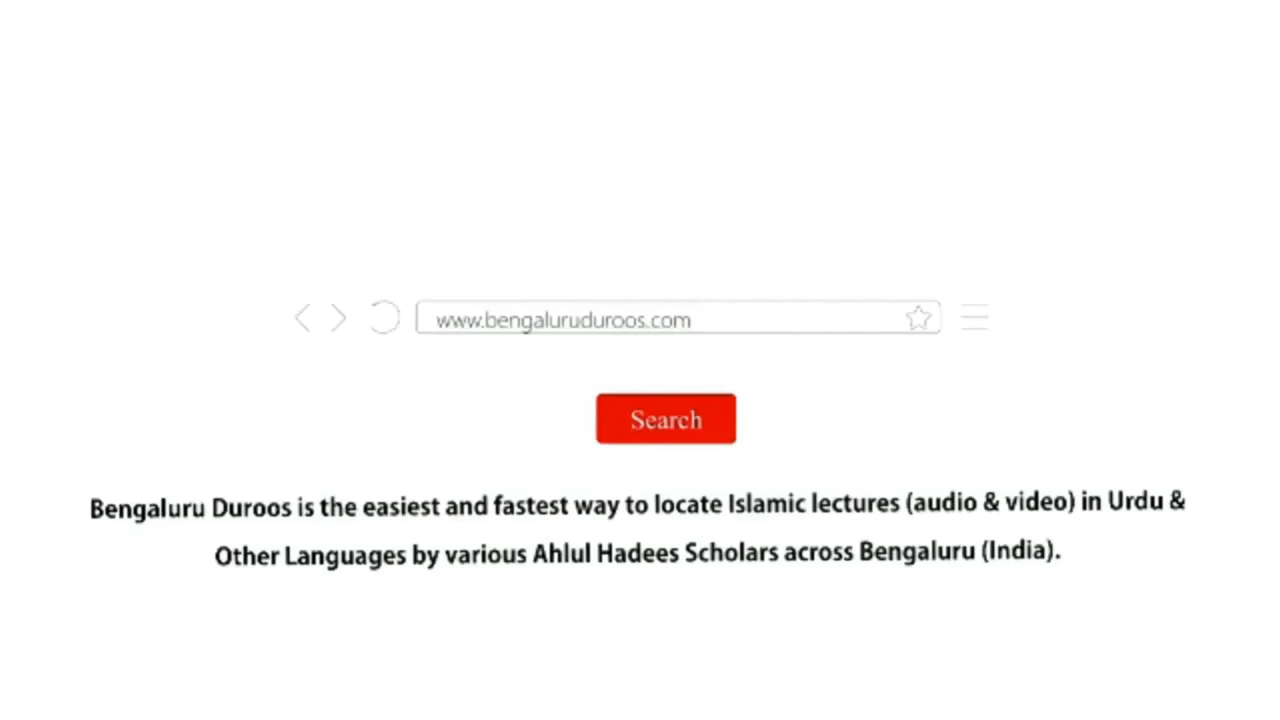 www.bengaluruduroos.com
Search
Bengaluru Duroos is the easiest and fastest way to locate Islamic lectures (audio & video) in Urdu &
Other Languages by various Ahlul Hadees Scholars across Bengaluru (India).